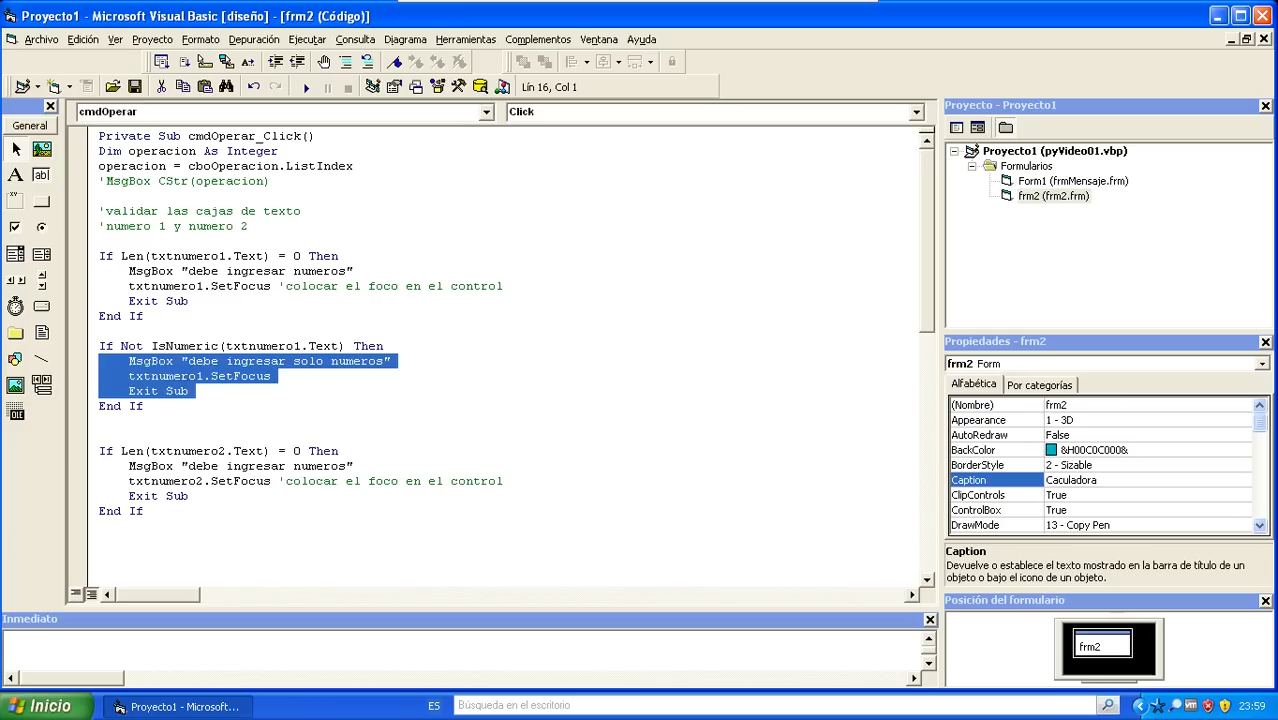 Proyecto1 - Microsoft Visual Basic [diseño] - [frm2 (Código)]
Archivo Edición Ver Proyecto Formato Depuración Ejecutar Consulta Diagrama Herramientas Complementos Ventana Ayuda
Lín 16, Col 1
General
cmdOperar
Click
Private Sub cmdOperar_Click()
Dim operacion As Integer
operacion = cboOperacion.ListIndex
'MsgBox CStr(operacion)
'validar las cajas de texto
'numero 1 y numero 2
If Len(txtnumero1.Text) = 0 Then
MsgBox "debe ingresar numeros"
txtnumero1.SetFocus 'colocar el foco en el control
Exit Sub
End If
If Not IsNumeric(txtnumero1.Text) Then
MsgBox "debe ingresar solo numeros"
txtnumero1.SetFocus
Exit Sub
End If
If Len(txtnumero2.Text) = 0 Then
MsgBox "debe ingresar numeros"
txtnumero2.SetFocus 'colocar el foco en el control
Exit Sub
End If
Inmediato
Proyecto - Proyecto1
Proyecto1 (pyVideo01.vbp)
Formularios
Form1 (frmMensaje.frm)
frm2 (frm2.frm)
Propiedades - frm2
frm2 Form
Alfabética Por categorías
(Nombre) frm2
Appearance 1 - 3D
AutoRedraw False
BackColor &H00C0C000&
BorderStyle 2 - Sizable
Caption Caculadora
ClipControls True
ControlBox True
DrawMode 13 - Copy Pen
Caption
Devuelve o establece el texto mostrado en la barra de título de un
objeto o bajo el icono de un objeto.
Posición del formulario
frm2
Inicio
Proyecto1 - Microsoft...
ES
Búsqueda en el escritorio
23:59